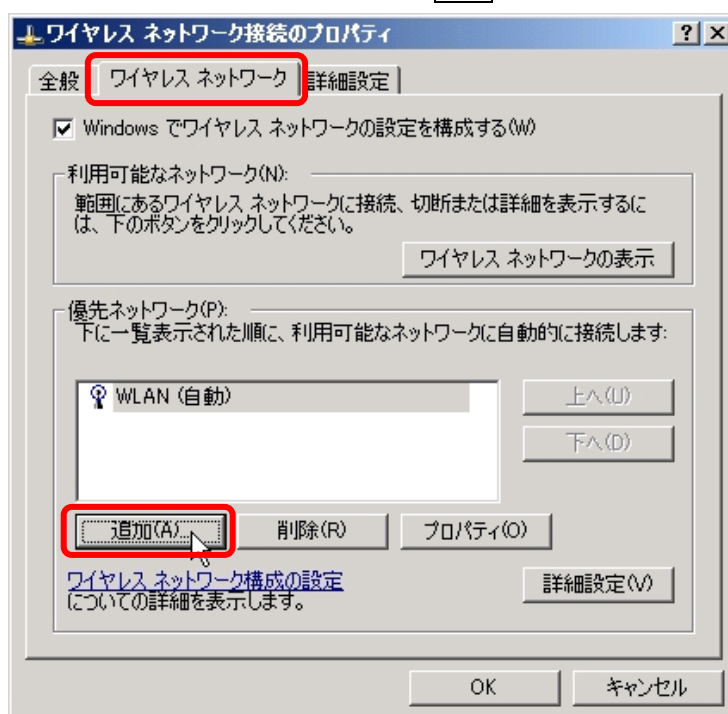 ワイヤレス ネットワーク接続のプロパティ
全般 ワイヤレス ネットワーク 詳細設定
Windows でワイヤレス ネットワークの設定を構成する(W)
利用可能なネットワーク(N):
範囲にあるワイヤレス ネットワークに接続、切断または詳細を表示するに
は、下のボタンをクリックしてください。
ワイヤレス ネットワークの表示
優先ネットワーク(P):
下に一覧表示された順に、利用可能なネットワークに自動的に接続します:
WLAN (自動)
上へ(U)
下へ(D)
追加(A)... 削除(R) プロパティ(O)
ワイヤレス ネットワーク構成の設定
についての詳細を表示します。
詳細設定(V)
OK キャンセル